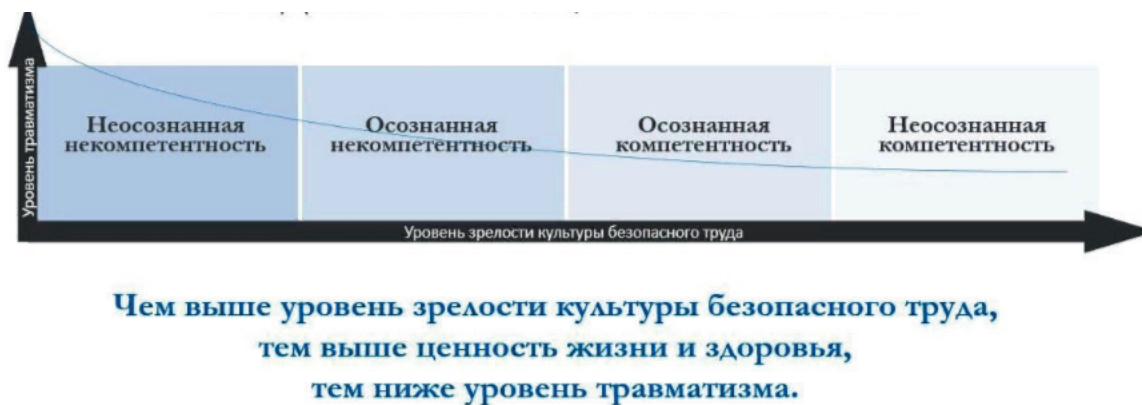 Уровень травматизма
Неосознанная
некомпетентность
Осознанная
некомпетентность
Осознанная
компетентность
Неосознанная
компетентность
Уровень зрелости культуры безопасного труда
Чем выше уровень зрелости культуры безопасного труда,
тем выше ценность жизни и здоровья,
тем ниже уровень травматизма.